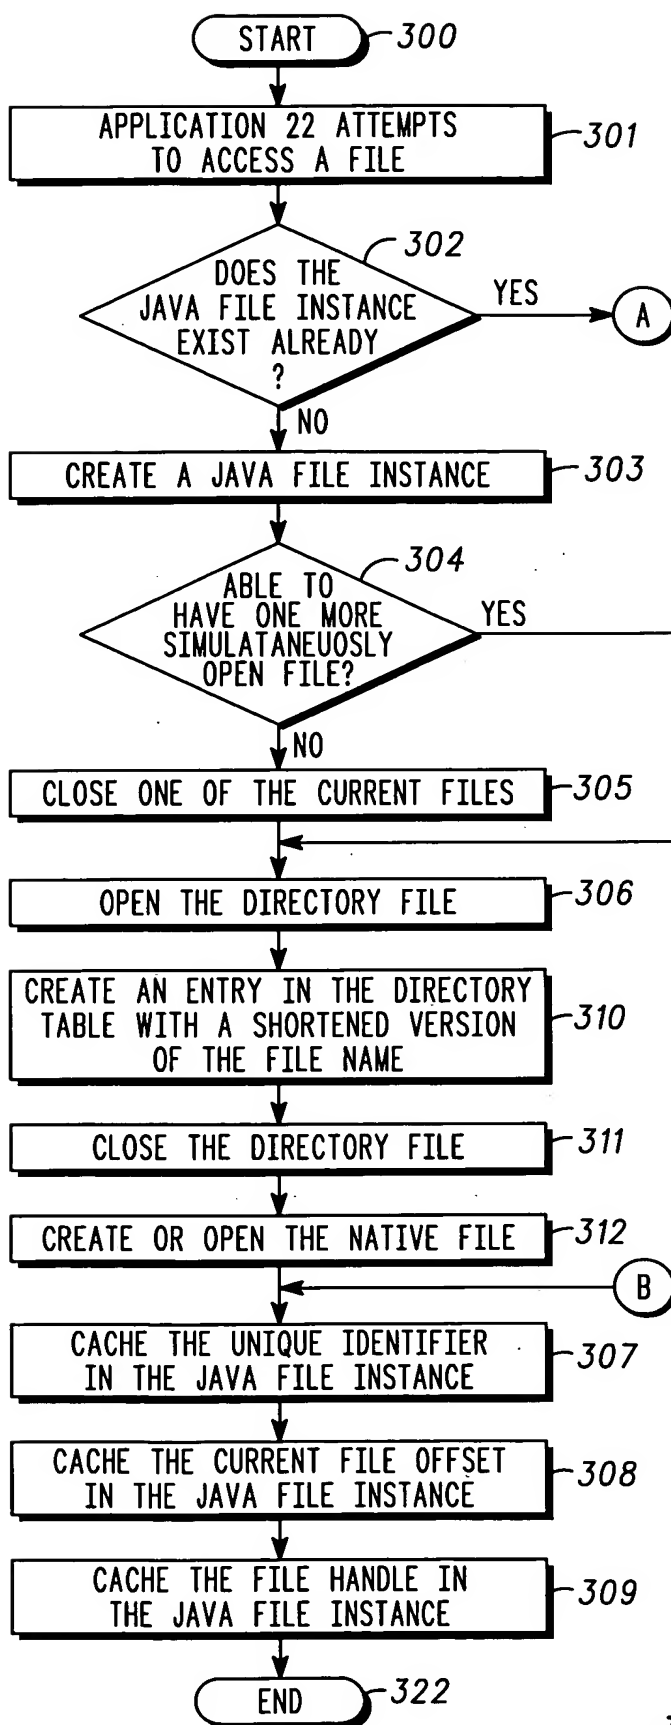 START
300
APPLICATION 22 ATTEMPTS
TO ACCESS A FILE
301
302
DOES THE
JAVA FILE INSTANCE
EXIST ALREADY
?
YES
A
NO
CREATE A JAVA FILE INSTANCE
303
304
ABLE TO
HAVE ONE MORE
SIMULATANEUOSLY
OPEN FILE?
YES
NO
CLOSE ONE OF THE CURRENT FILES
305
OPEN THE DIRECTORY FILE
306
CREATE AN ENTRY IN THE DIRECTORY
TABLE WITH A SHORTENED VERSION
OF THE FILE NAME
310
CLOSE THE DIRECTORY FILE
311
CREATE OR OPEN THE NATIVE FILE
312
B
CACHE THE UNIQUE IDENTIFIER
IN THE JAVA FILE INSTANCE
307
CACHE THE CURRENT FILE OFFSET
IN THE JAVA FILE INSTANCE
308
CACHE THE FILE HANDLE IN
THE JAVA FILE INSTANCE
309
END
322